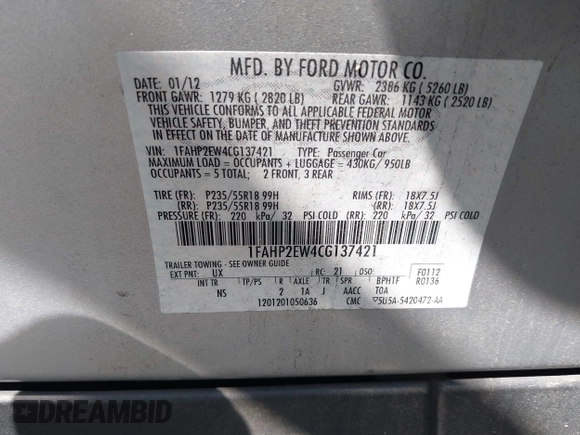 MFD. BY FORD MOTOR CO.
DATE: 01/12 GVWR: 2386 KG ( 5260 LB)
FRONT GAWR: 1279 KG ( 2820 LB) REAR GAWR: 1143 KG ( 2520 LB)
THIS VEHICLE CONFORMS TO ALL APPLICABLE FEDERAL MOTOR
VEHICLE SAFETY, BUMPER, AND THEFT PREVENTION STANDARDS
IN EFFECT ON THE DATE OF MANUFACTURE SHOWN ABOVE.
VIN: 1FAHP2EW4CG137421 TYPE: Passenger Car
MAXIMUM LOAD = OCCUPANTS + LUGGAGE = 430KG/ 950LB
OCCUPANTS = 5 TOTAL; 2 FRONT, 3 REAR
TIRE (FR): P235/55R18 99H RIMS (FR): 18X7.5J
(RR): P235/55R18 99H (RR): 18X7.5J
PRESSURE (FR): 220 kPa/ 32 PSI COLD (RR): 220 kPa/ 32 PSI COLD
1FAHP2EW4CG137421
TRAILER TOWING - SEE OWNER GUIDE
EXT PNT: UX RC: 21 DSO: F0112
INT TR TP/PS R AXLE TR SPR BPH1F R0136
NS 2 1A J AACC T0A
1201201050636 CMC ▽5U5A-5420472-AA
DREAMBID